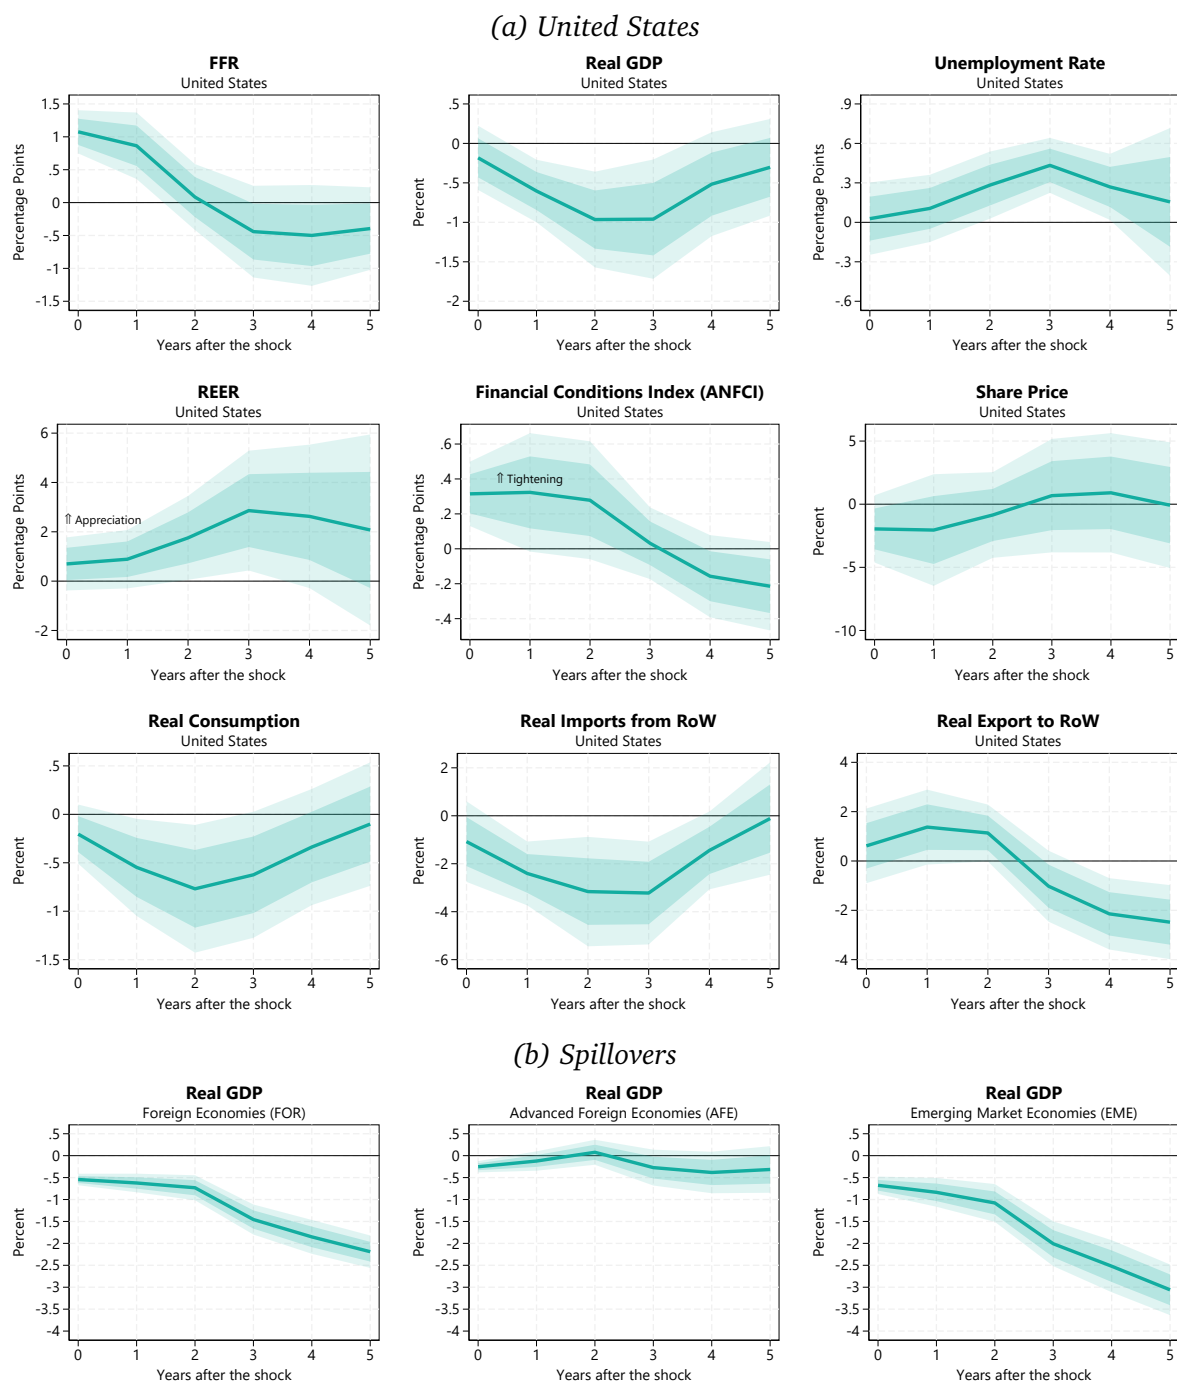 (a) United States
FFR
United States
Percentage Points
1.5
1
.5
0
-.5
-1
-1.5
0 1 2 3 4 5
Years after the shock
Real GDP
United States
Percent
.5
0
-.5
-1
-1.5
-2
0 1 2 3 4 5
Years after the shock
Unemployment Rate
United States
Percentage Points
.9
.6
.3
0
-.3
-.6
0 1 2 3 4 5
Years after the shock
REER
United States
Percentage Points
6
4
2
0
-2
⇑ Appreciation
0 1 2 3 4 5
Years after the shock
Financial Conditions Index (ANFCI)
United States
Percentage Points
.6
.4
.2
0
-.2
-.4
⇑ Tightening
0 1 2 3 4 5
Years after the shock
Share Price
United States
Percent
5
0
-5
-10
0 1 2 3 4 5
Years after the shock
Real Consumption
United States
Percent
.5
0
-.5
-1
-1.5
0 1 2 3 4 5
Years after the shock
Real Imports from RoW
United States
Percent
2
0
-2
-4
-6
0 1 2 3 4 5
Years after the shock
Real Export to RoW
United States
Percent
4
2
0
-2
-4
0 1 2 3 4 5
Years after the shock
(b) Spillovers
Real GDP
Foreign Economies (FOR)
Percent
.5
0
-.5
-1
-1.5
-2
-2.5
-3
-3.5
-4
0 1 2 3 4 5
Years after the shock
Real GDP
Advanced Foreign Economies (AFE)
Percent
.5
0
-.5
-1
-1.5
-2
-2.5
-3
-3.5
-4
0 1 2 3 4 5
Years after the shock
Real GDP
Emerging Market Economies (EME)
Percent
.5
0
-.5
-1
-1.5
-2
-2.5
-3
-3.5
-4
0 1 2 3 4 5
Years after the shock